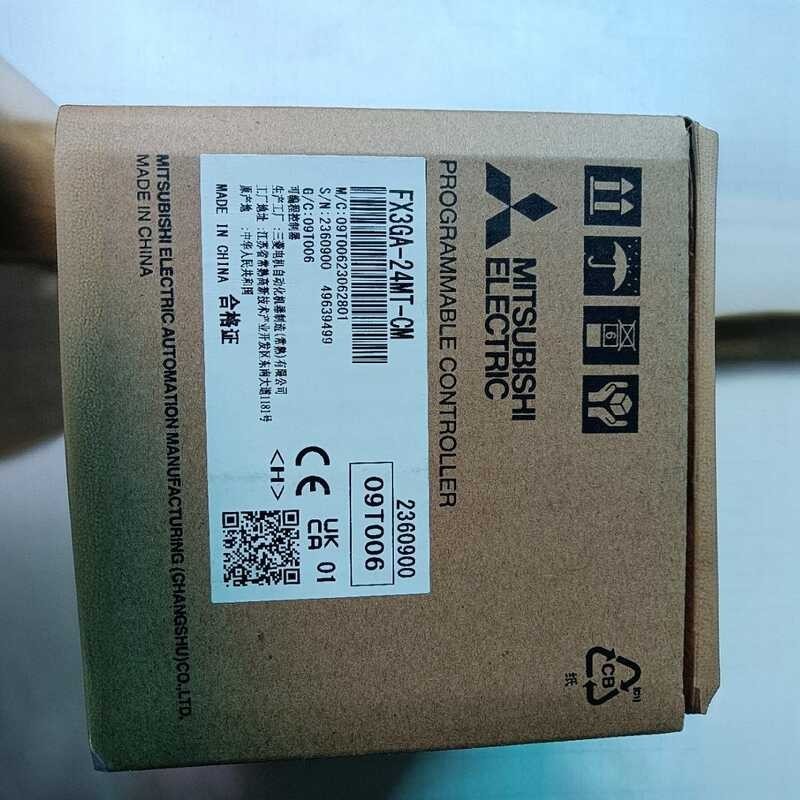 MITSUBISHI
ELECTRIC
PROGRAMMABLE CONTROLLER
FX3GA-24MT-CM
2360900
M/C:09T00623062801
09T006
S/N:2360900 49639499
G/C:09T006
可编程控制器
生产工厂:三菱电机自动化机器制造(常熟)有限公司
工厂地址:江苏省常熟高新技术产业开发区东南大道1181号
原产地:中华人民共和国
MADE IN CHINA 合格证
CE
<H>
UK
CA
01
MITSUBISHI ELECTRIC AUTOMATION MANUFACTURING (CHANGSHU)CO.,LTD.
MADE IN CHINA
6
CB
纸